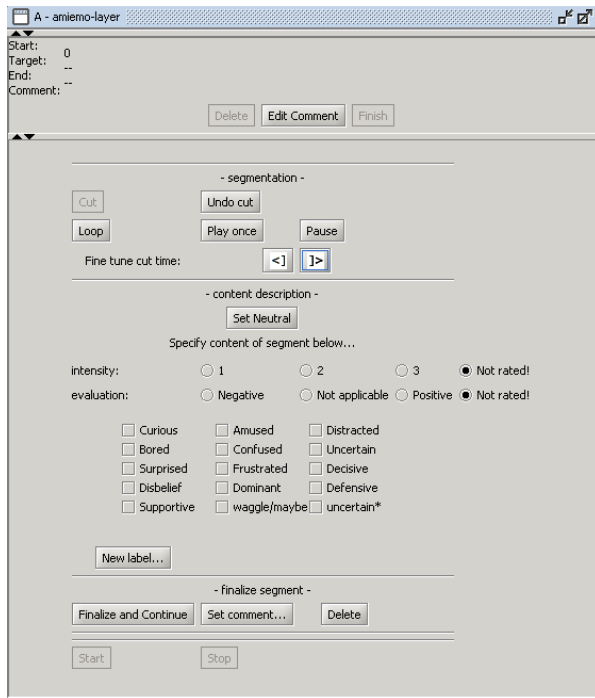 A - amiemo-layer
Start: 0
Target: --
End: --
Comment:
Delete Edit Comment Finish
- segmentation -
Cut Undo cut
Loop Play once Pause
Fine tune cut time: <] ]>
- content description -
Set Neutral
Specify content of segment below...
intensity: 1 2 3 Not rated!
evaluation: Negative Not applicable Positive Not rated!
Curious Amused Distracted
Bored Confused Uncertain
Surprised Frustrated Decisive
Disbelief Dominant Defensive
Supportive waggle/maybe uncertain*
New label...
- finalize segment -
Finalize and Continue Set comment... Delete
Start Stop